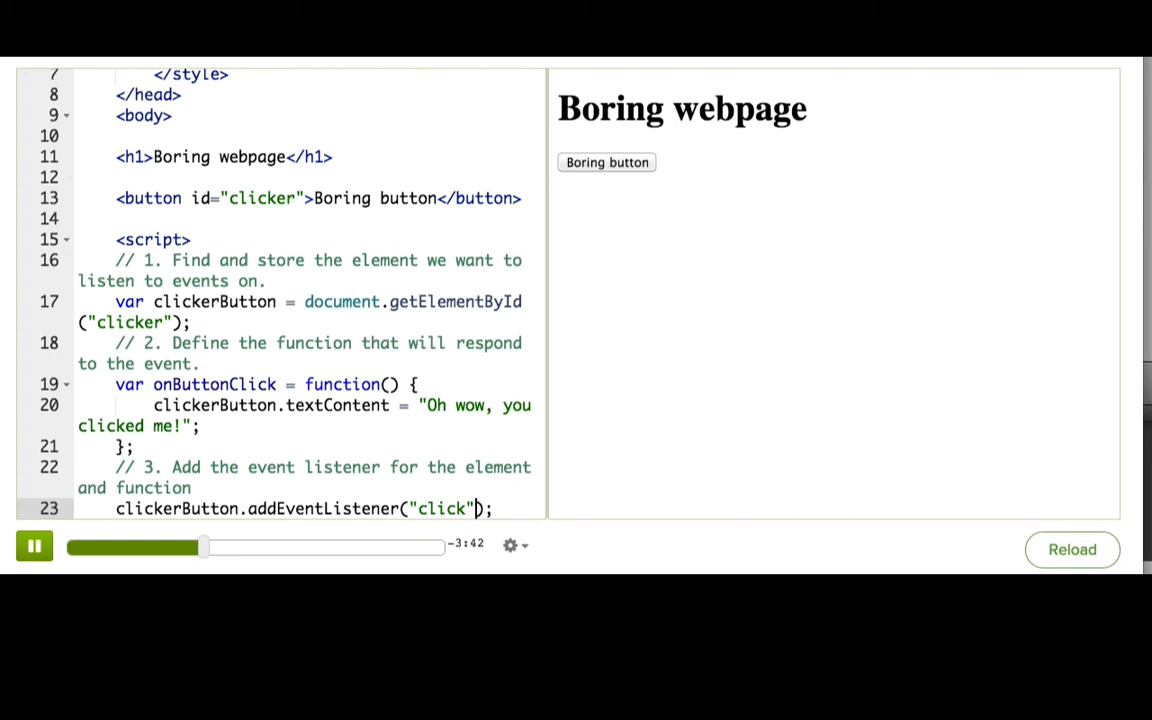 7 </style>
8 </head>
9 <body>
10
11 <h1>Boring webpage</h1>
12
13 <button id="clicker">Boring button</button>
14
15 <script>
16 // 1. Find and store the element we want to
listen to events on.
17 var clickerButton = document.getElementById
("clicker");
18 // 2. Define the function that will respond
to the event.
19 var onButtonClick = function() {
20 clickerButton.textContent = "Oh wow, you
clicked me!";
21 };
22 // 3. Add the event listener for the element
and function
23 clickerButton.addEventListener("click");
Boring webpage
Boring button
-3:42
Reload